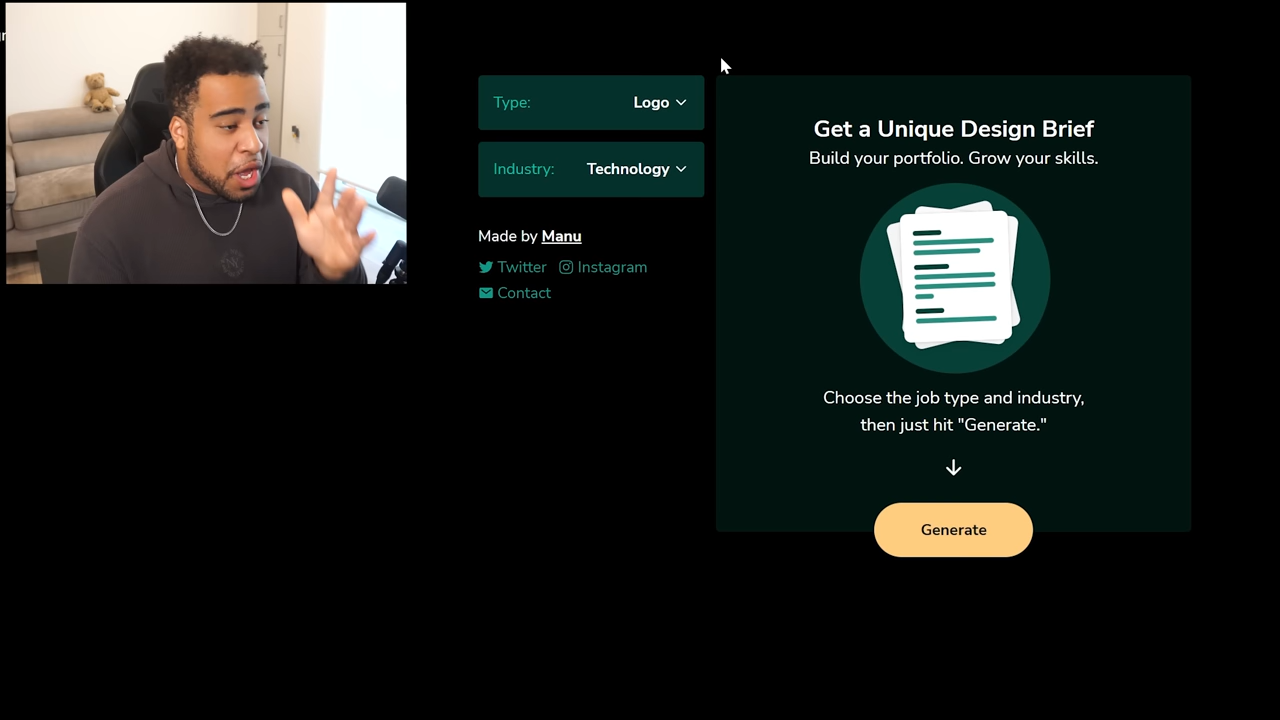 Type: Logo
Industry: Technology
Made by Manu
Twitter Instagram
Contact
Get a Unique Design Brief
Build your portfolio. Grow your skills.
Choose the job type and industry,
then just hit "Generate."
Generate